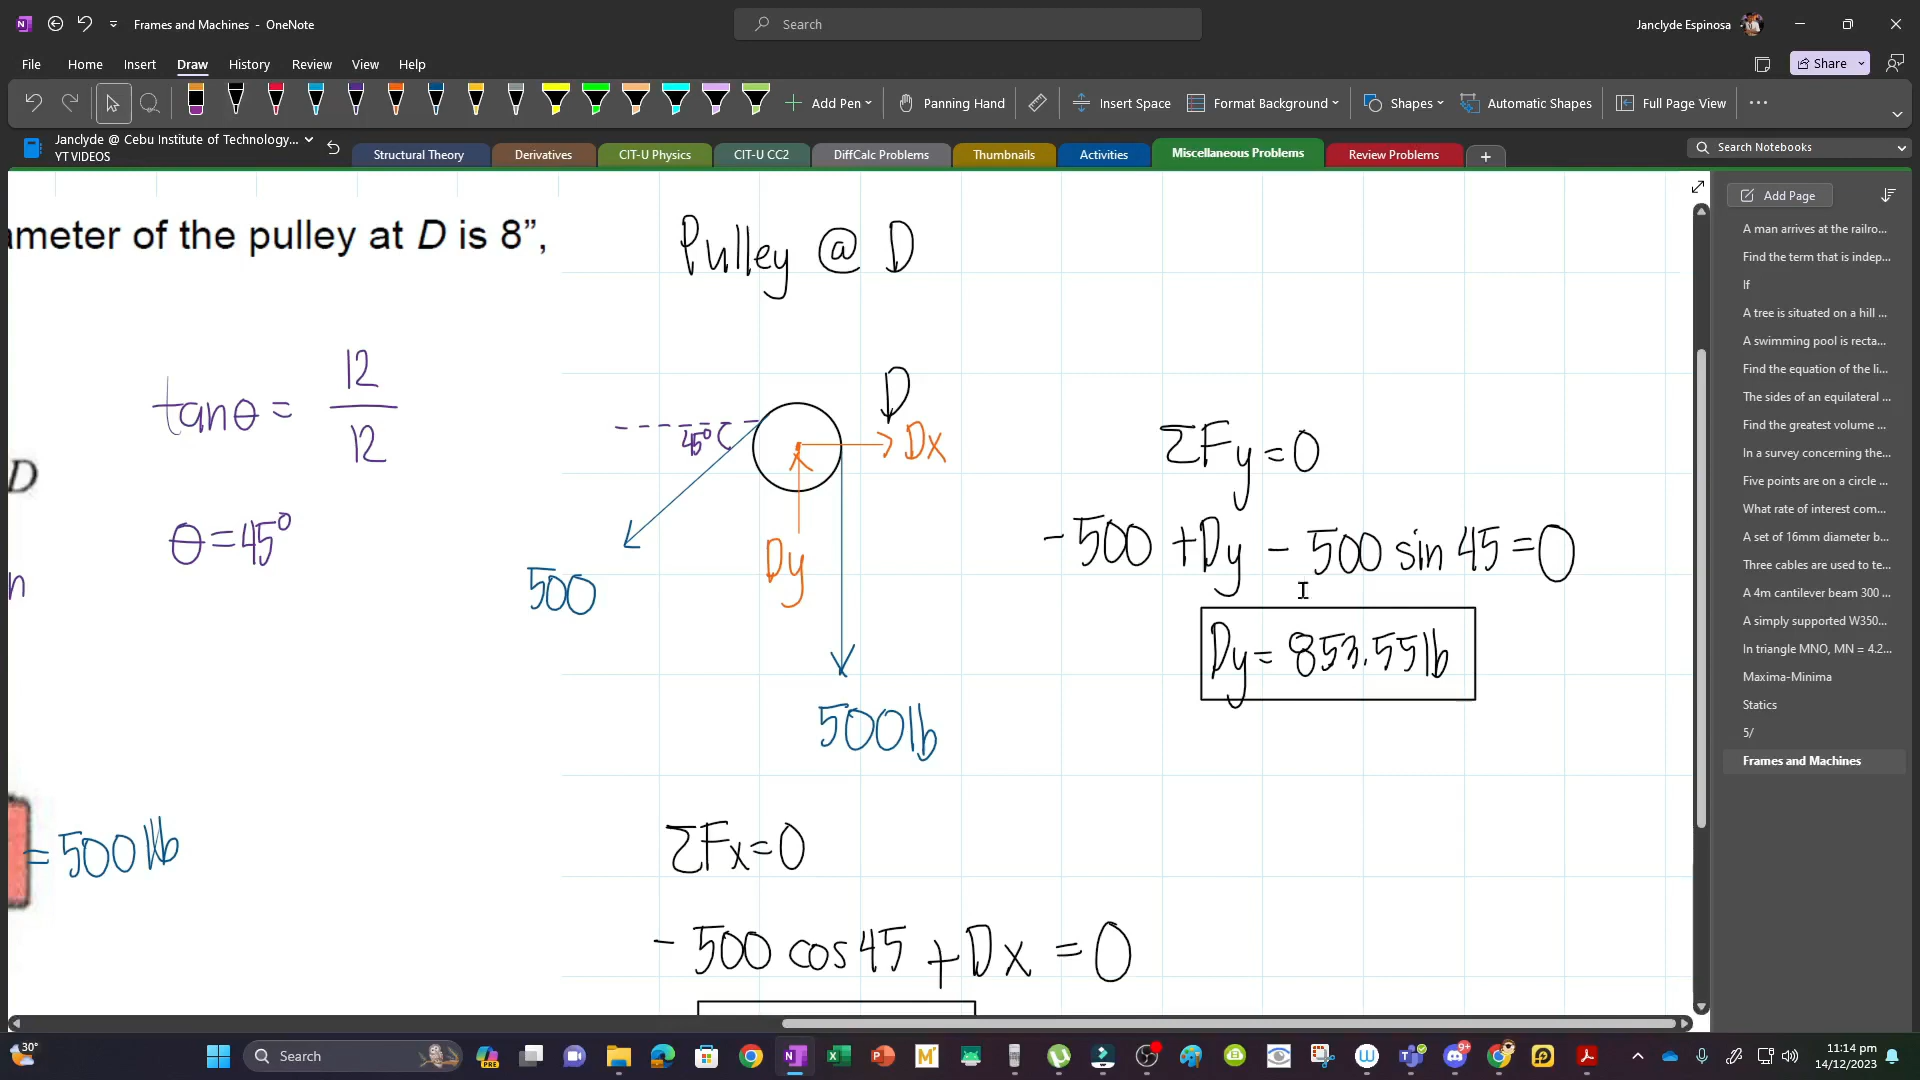 Frames and Machines - OneNote
Search
Janclyde Espinosa
File Home Insert Draw History Review View Help
Share
Add Pen
Panning Hand
Insert Space
Format Background
Shapes
Automatic Shapes
Full Page View
Janclyde @ Cebu Institute of Technology...
YT VIDEOS
Structural Theory
Derivatives
CIT-U Physics
CIT-U CC2
DiffCalc Problems
Thumbnails
Activities
Miscellaneous Problems
Review Problems
+
Search Notebooks
Add Page
A man arrives at the railro...
Find the term that is indep...
If
A tree is situated on a hill ...
A swimming pool is recta...
Find the equation of the li...
The sides of an equilateral ...
Find the greatest volume ...
In a survey concerning the...
Five points are on a circle ...
What rate of interest com...
A set of 16mm diameter b...
Three cables are used to te...
A 4m cantilever beam 300 ...
A simply supported W350...
In triangle MNO, MN = 4.2...
Maxima-Minima
Statics
5/
Frames and Machines
ameter of the pulley at D is 8”,
tanθ = 12
12
θ=45°
D
n
= 500 lb
Pulley @ D
D
45°
Dx
Dy
500
500 lb
ΣFy=0
-500 +Dy - 500 sin 45=0
Dy= 853.55 lb
ΣFx=0
- 500 cos 45 + Dx = 0
30°
Search
PRE
9+
11:14 pm
14/12/2023